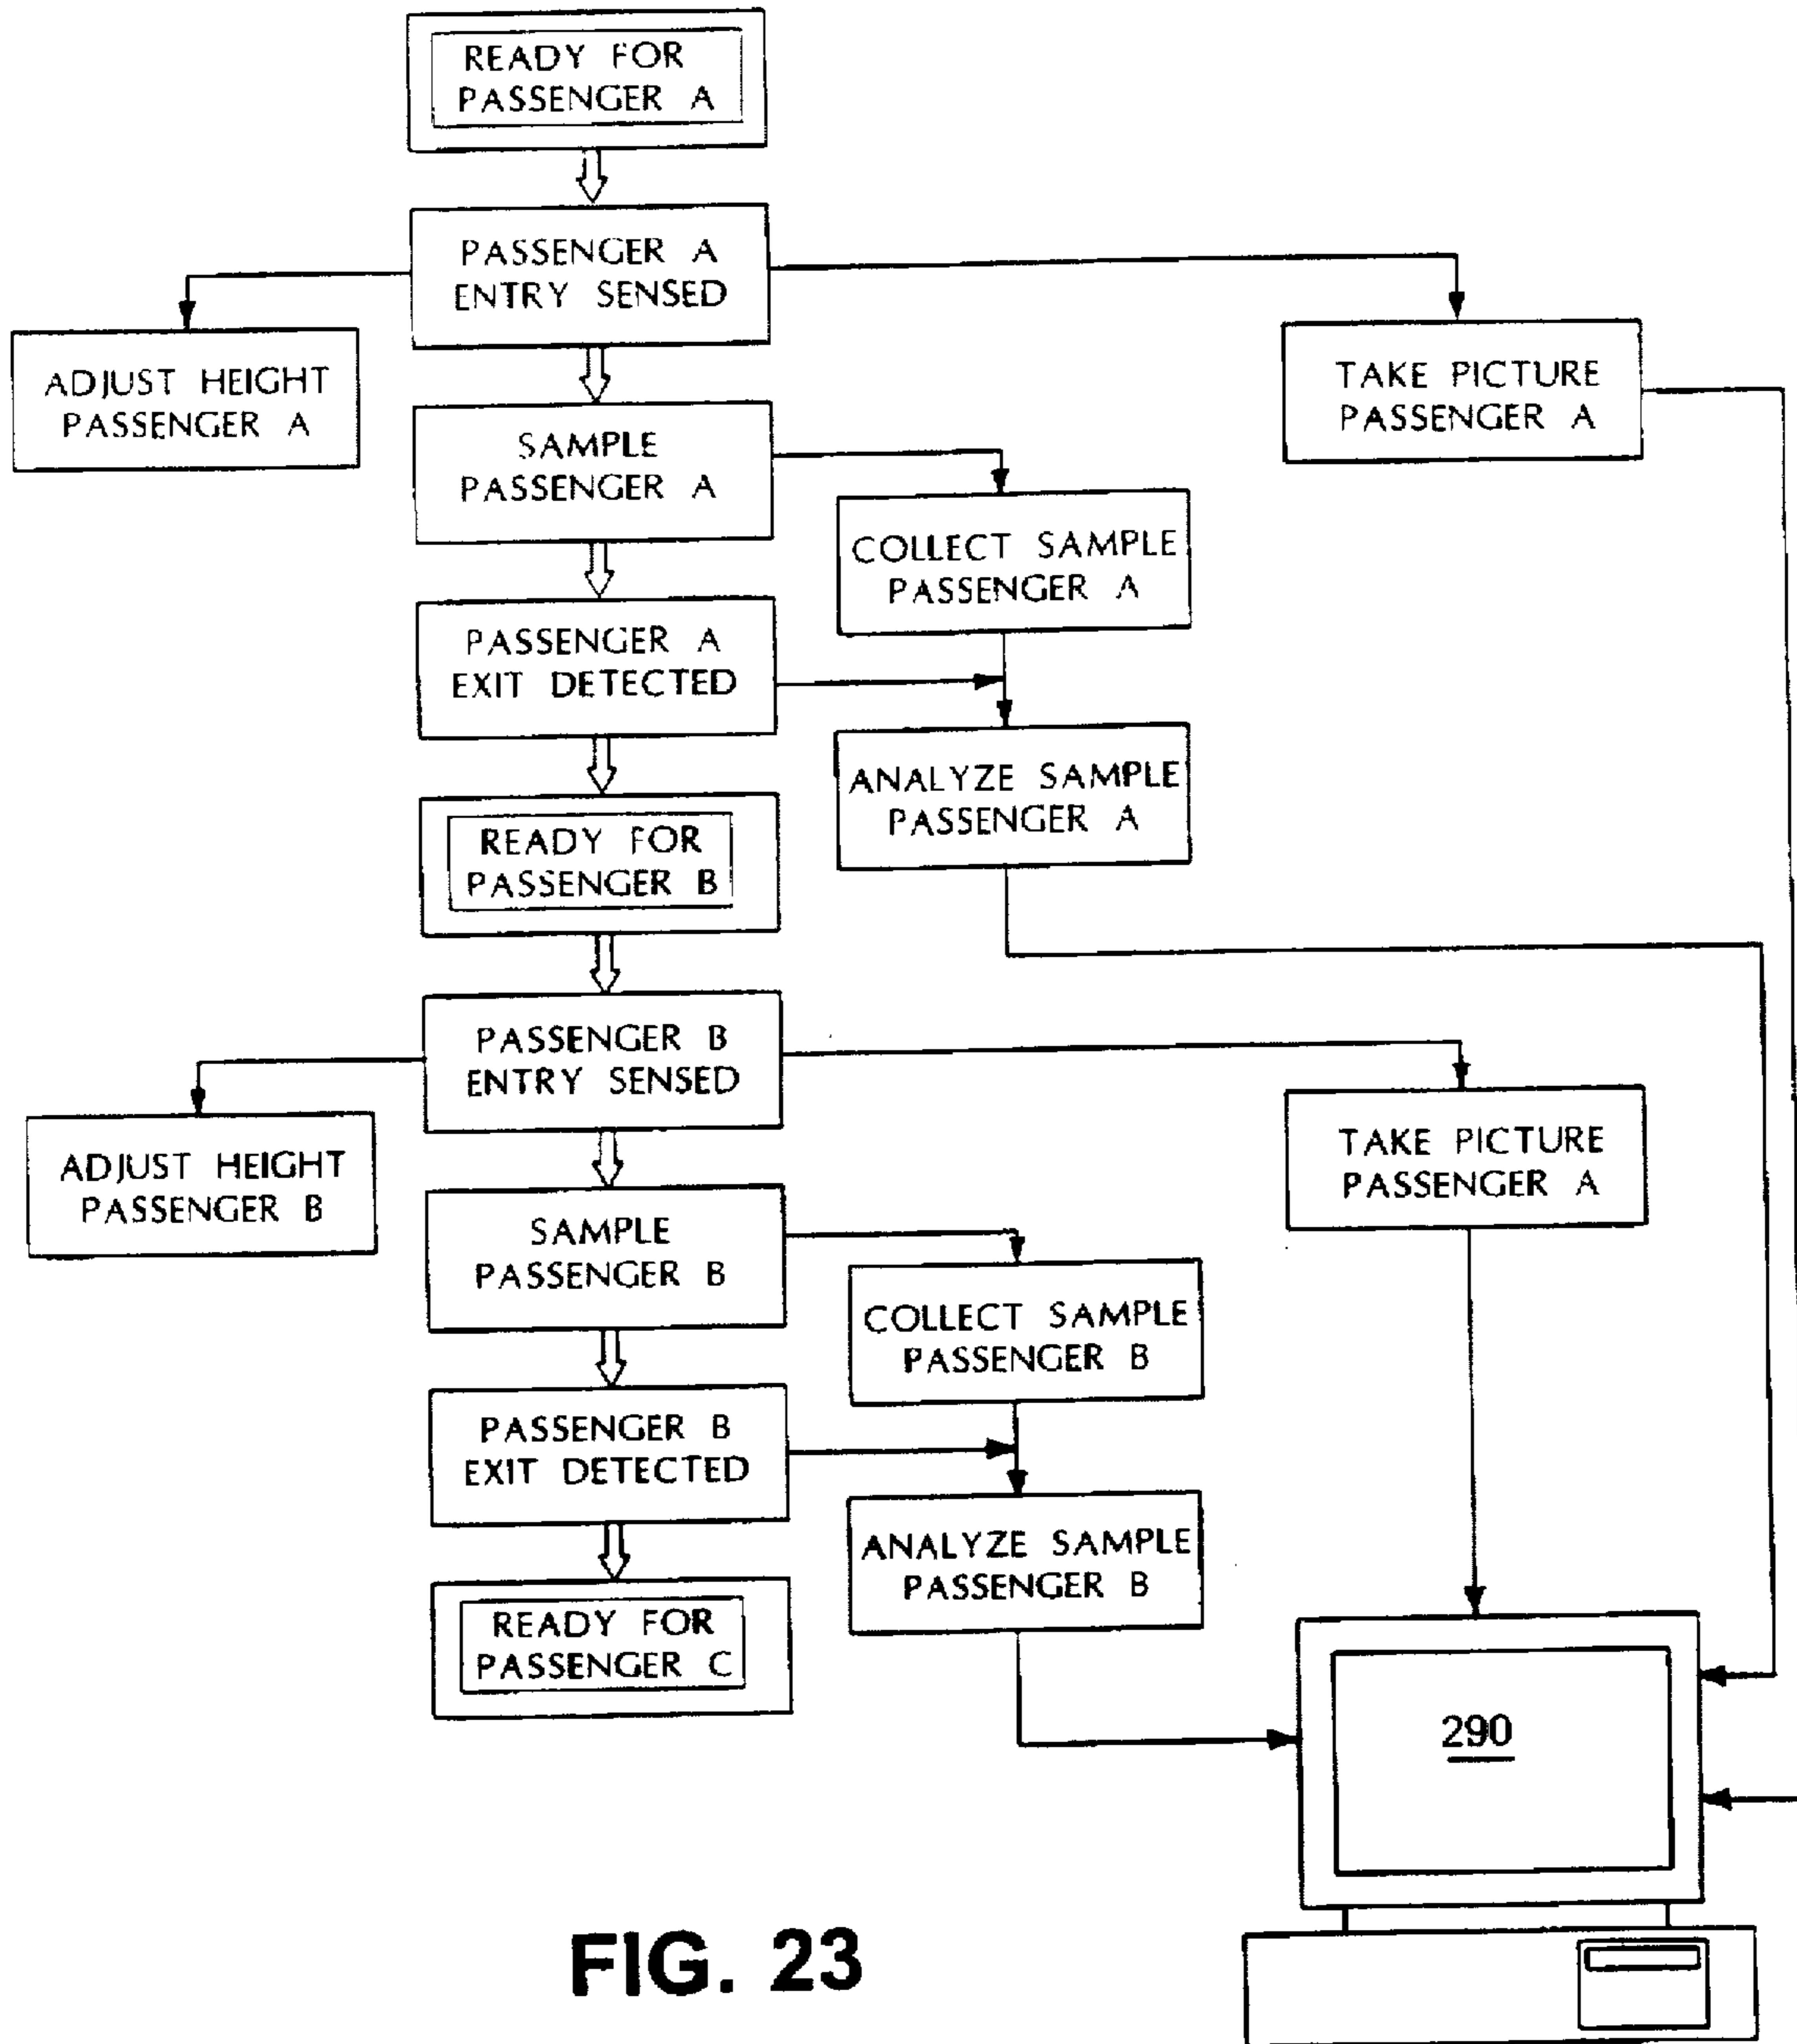 READY FOR
PASSENGER A
PASSENGER A
ENTRY SENSED
ADJUST HEIGHT
PASSENGER A
TAKE PICTURE
PASSENGER A
SAMPLE
PASSENGER A
COLLECT SAMPLE
PASSENGER A
PASSENGER A
EXIT DETECTED
ANALYZE SAMPLE
PASSENGER A
READY FOR
PASSENGER B
PASSENGER B
ENTRY SENSED
ADJUST HEIGHT
PASSENGER B
TAKE PICTURE
PASSENGER A
SAMPLE
PASSENGER B
COLLECT SAMPLE
PASSENGER B
PASSENGER B
EXIT DETECTED
ANALYZE SAMPLE
PASSENGER B
READY FOR
PASSENGER C
290
FIG. 23